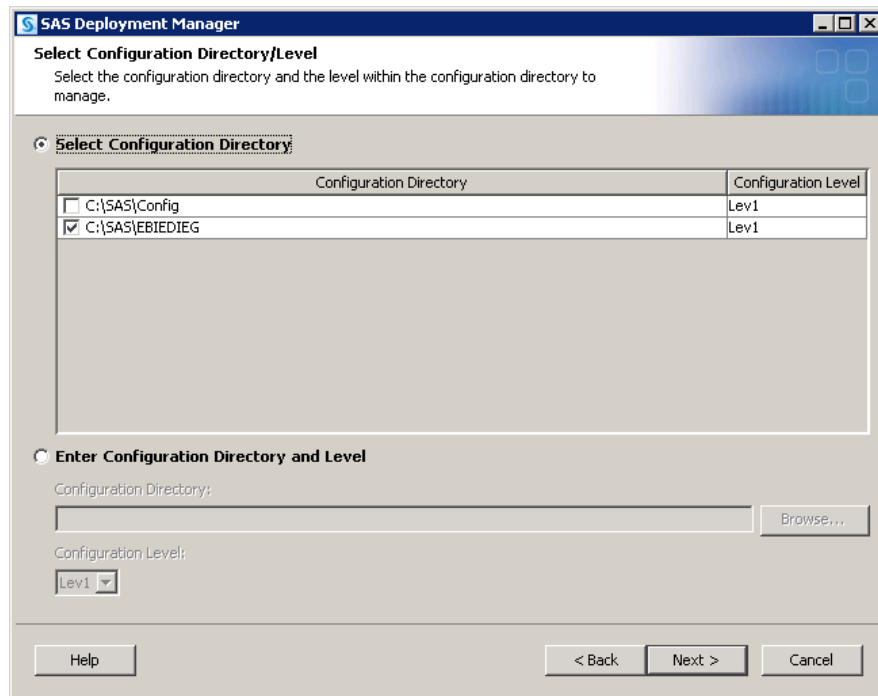 SAS Deployment Manager
Select Configuration Directory/Level
Select the configuration directory and the level within the configuration directory to
manage.
Select Configuration Directory
Configuration Directory Configuration Level
C:\SAS\Config Lev1
C:\SAS\EBIEDIEG Lev1
Enter Configuration Directory and Level
Configuration Directory:
Browse...
Configuration Level:
Lev1
Help < Back Next > Cancel